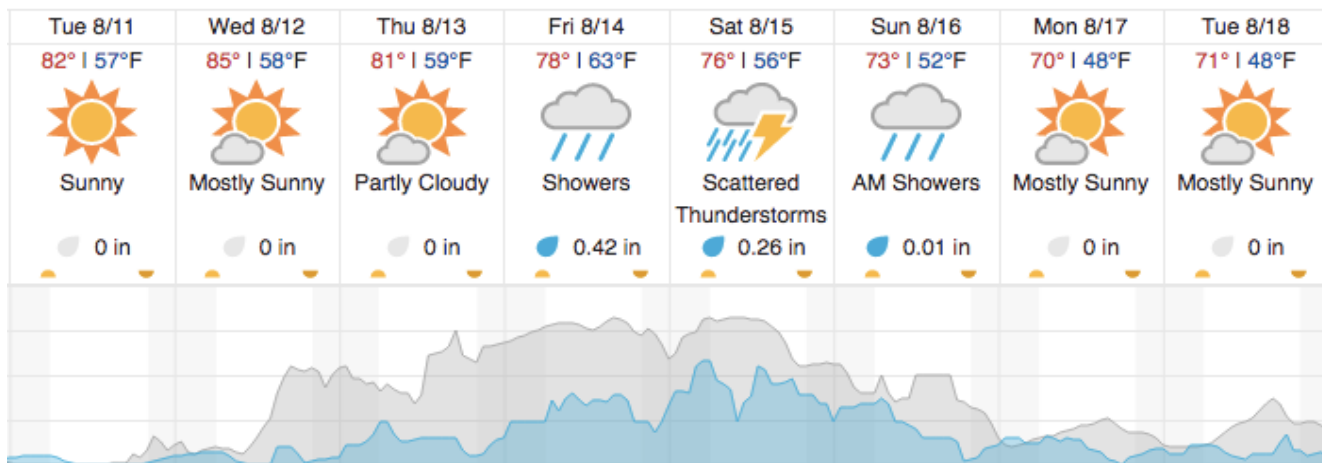 Tue 8/11 Wed 8/12 Thu 8/13 Fri 8/14 Sat 8/15 Sun 8/16 Mon 8/17 Tue 8/18
82° | 57°F 85° | 58°F 81° | 59°F 78° | 63°F 76° | 56°F 73° | 52°F 70° | 48°F 71° | 48°F
Sunny Mostly Sunny Partly Cloudy Showers Scattered AM Showers Mostly Sunny Mostly Sunny
Thunderstorms
0 in 0 in 0 in 0.42 in 0.26 in 0.01 in 0 in 0 in